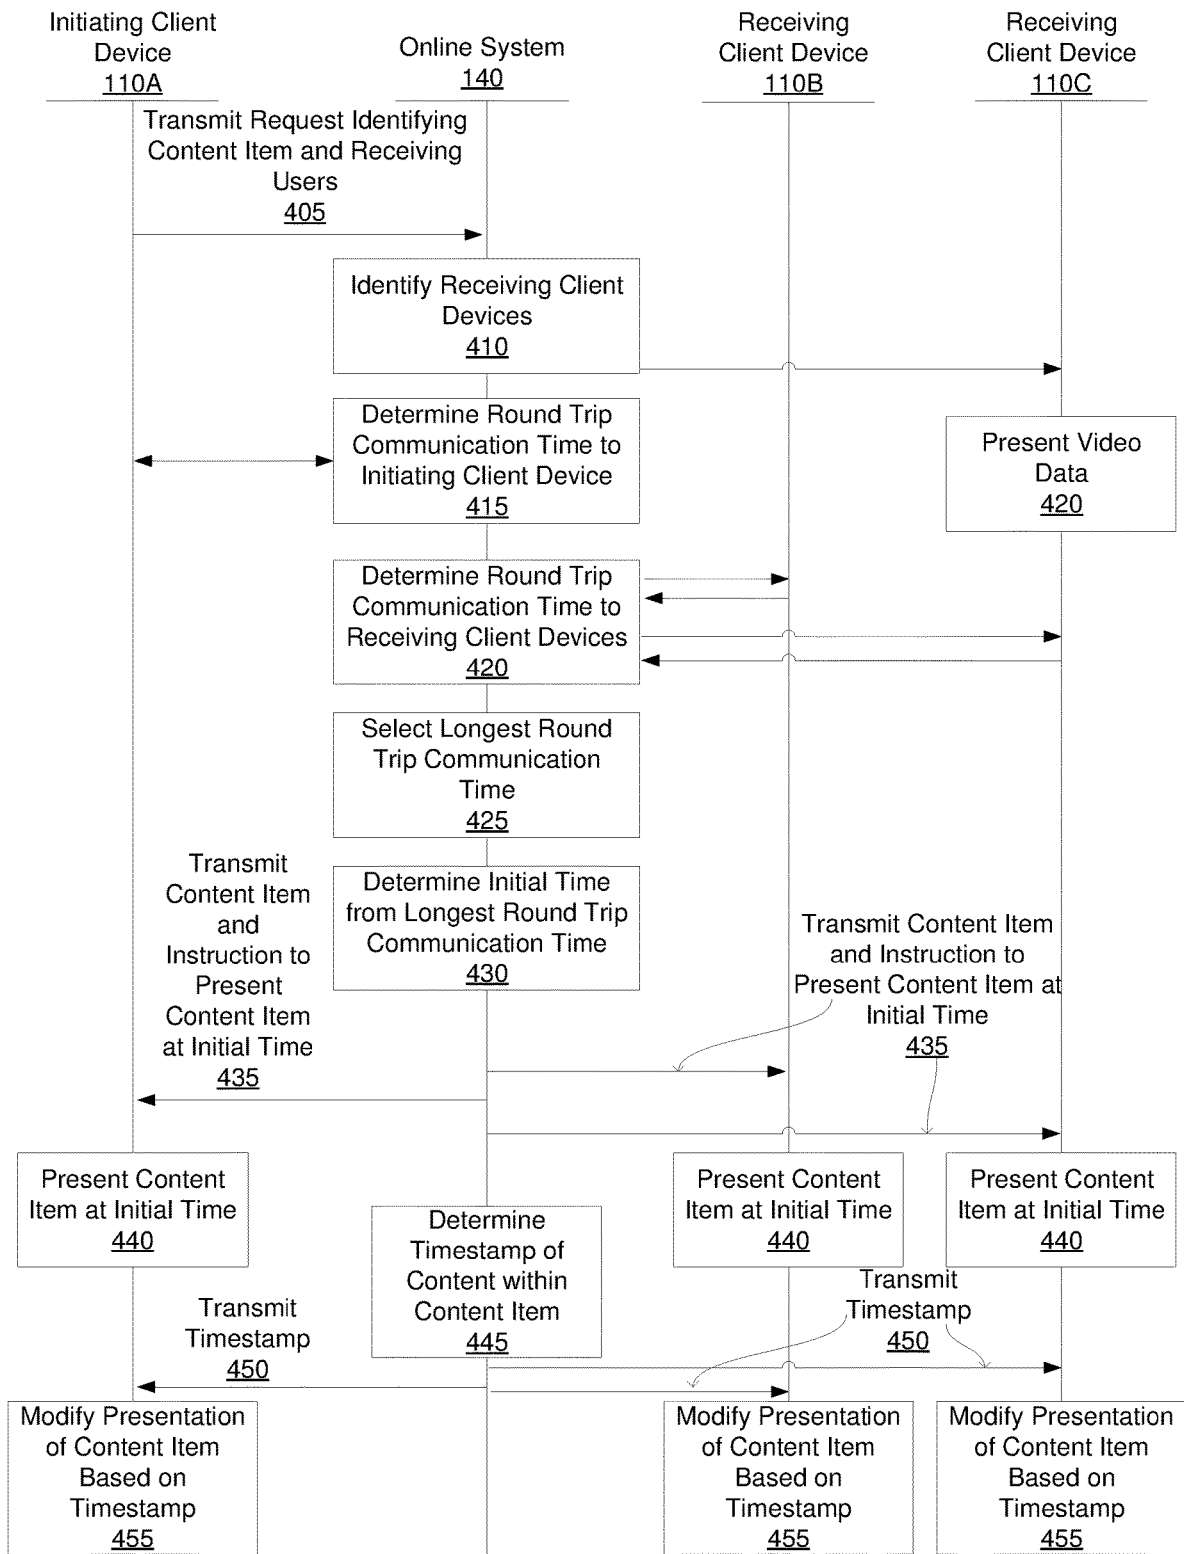 Initiating Client
Device
110A
Online System
140
Receiving
Client Device
110B
Receiving
Client Device
110C
Transmit Request Identifying
Content Item and Receiving
Users
405
Identify Receiving Client
Devices
410
Determine Round Trip
Communication Time to
Initiating Client Device
415
Present Video
Data
420
Determine Round Trip
Communication Time to
Receiving Client Devices
420
Select Longest Round
Trip Communication
Time
425
Transmit
Content Item
and
Instruction to
Present
Content Item
at Initial Time
435
Determine Initial Time
from Longest Round Trip
Communication Time
430
Transmit Content Item
and Instruction to
Present Content Item at
Initial Time
435
Present Content
Item at Initial Time
440
Present Content
Item at Initial Time
440
Present Content
Item at Initial Time
440
Determine
Timestamp of
Content within
Content Item
445
Transmit
Timestamp
450
Transmit
Timestamp
450
Modify Presentation
of Content Item
Based on
Timestamp
455
Modify Presentation
of Content Item
Based on
Timestamp
455
Modify Presentation
of Content Item
Based on
Timestamp
455